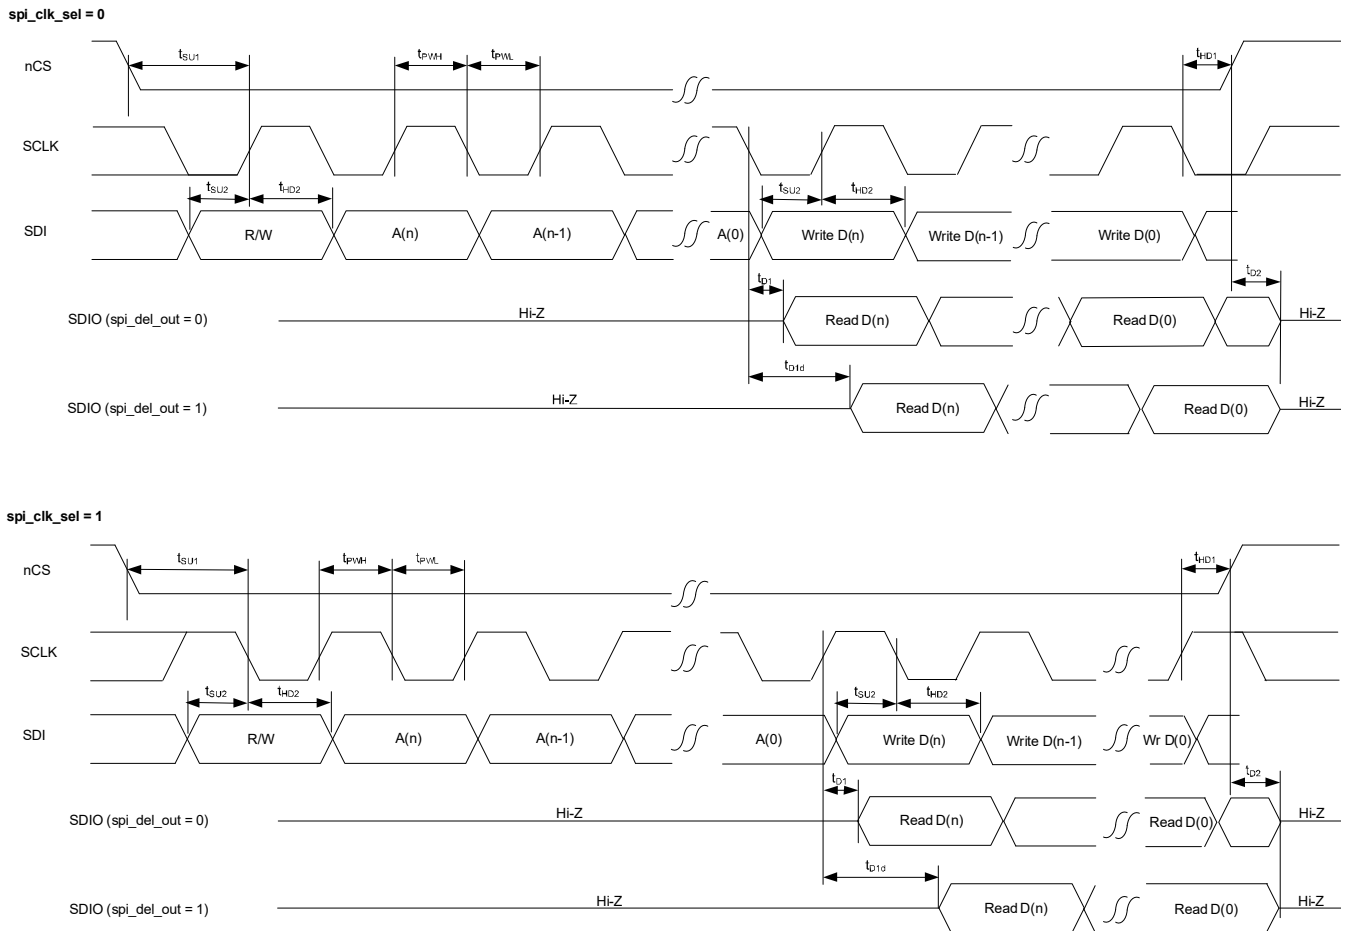 spi_clk_sel = 0
tSU1 tPWH tPWL tHD1
nCS
SCLK
tSU2 tHD2 tSU2 tHD2
SDI R/W A(n) A(n-1) A(0) Write D(n) Write D(n-1) Write D(0)
tD1 tD2
SDIO (spi_del_out = 0) Hi-Z Read D(n) Read D(0) Hi-Z
tD1d
SDIO (spi_del_out = 1) Hi-Z Read D(n) Read D(0) Hi-Z
spi_clk_sel = 1
tSU1 tPWH tPWL tHD1
nCS
SCLK
tSU2 tHD2 tSU2 tHD2
SDI R/W A(n) A(n-1) A(0) Write D(n) Write D(n-1) Wr D(0)
tD1 tD2
SDIO (spi_del_out = 0) Hi-Z Read D(n) Read D(0) Hi-Z
tD1d
SDIO (spi_del_out = 1) Hi-Z Read D(n) Read D(0) Hi-Z